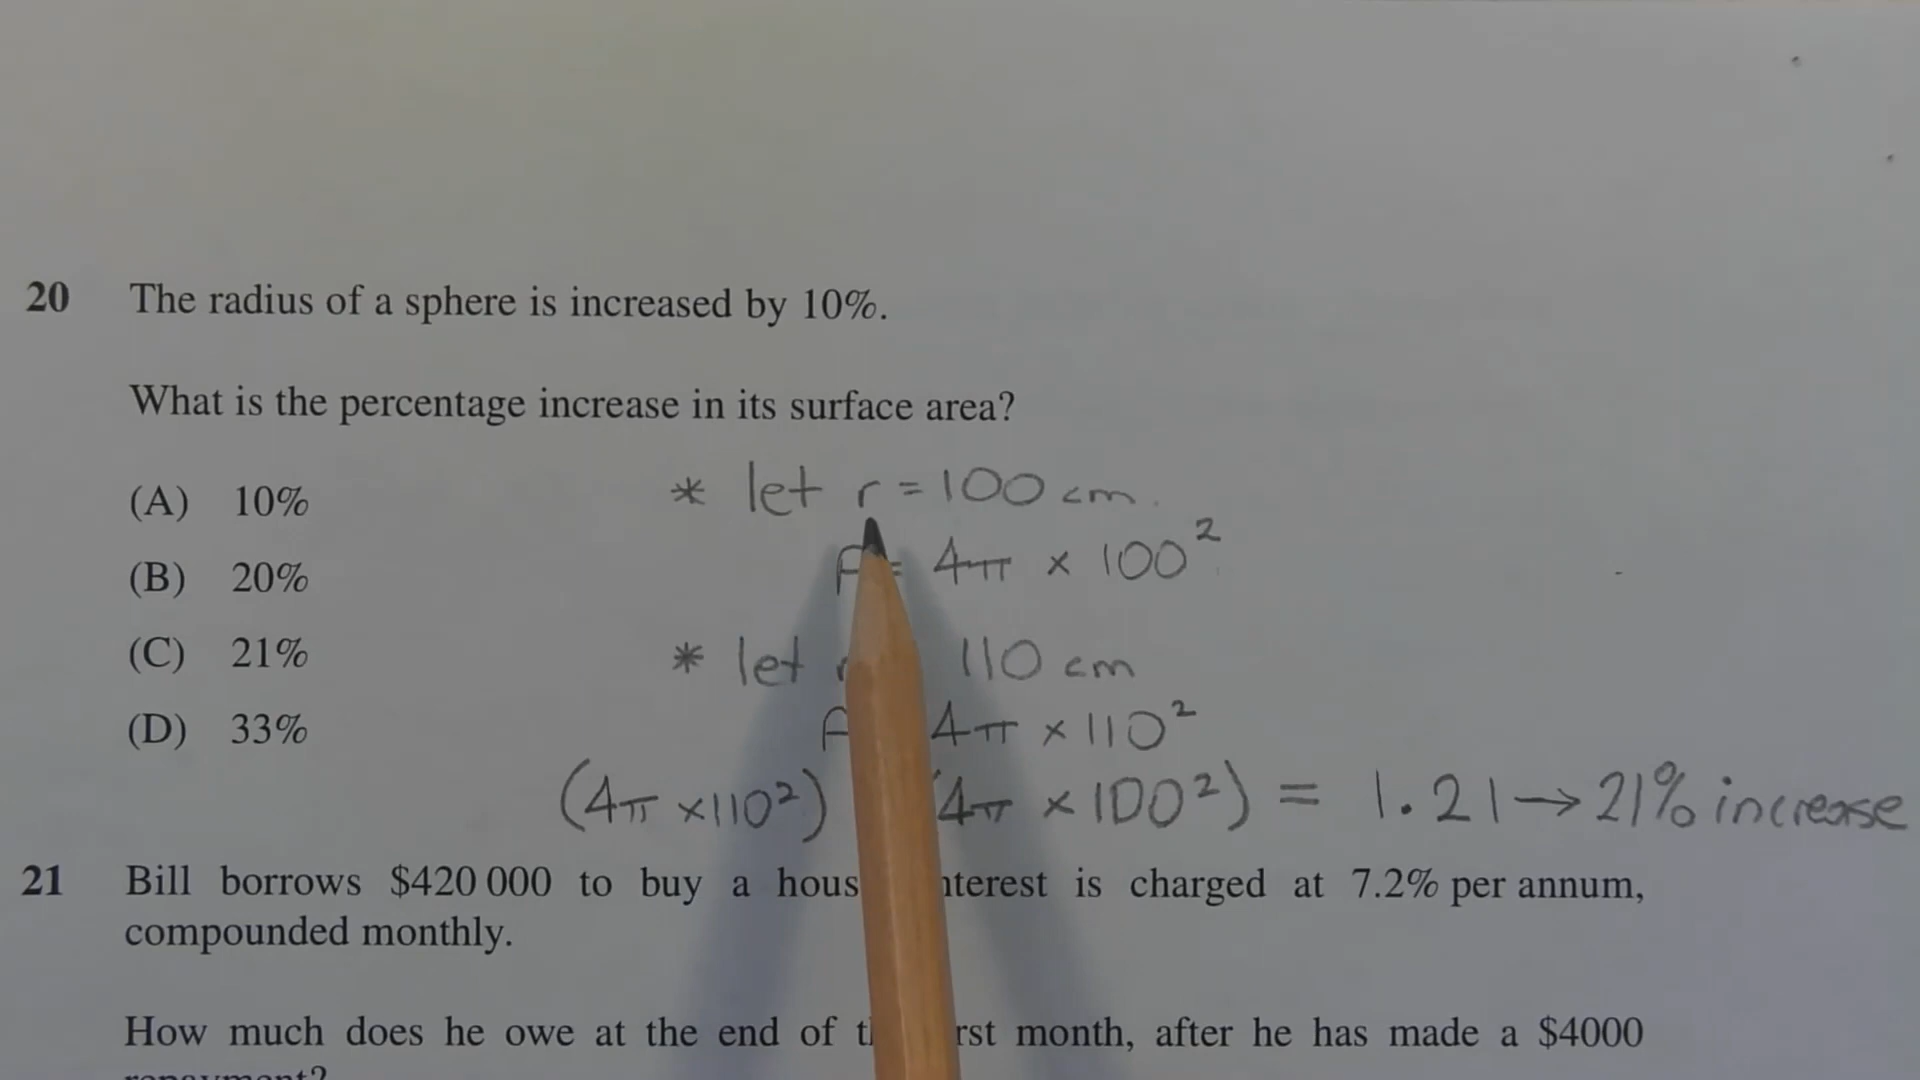 20 The radius of a sphere is increased by 10%.
What is the percentage increase in its surface area?
(A) 10%
* let r = 100 cm.
(B) 20%
= 4π × 100²
(C) 21%
* let 110 cm
(D) 33%
4π × 110²
(4π × 110²) (4π × 100²) = 1.21 → 21% increase
21 Bill borrows $420 000 to buy a is charged at 7.2% per annum,
compounded monthly.
How much does he owe at the end of month, after he has made a $4000
repayment?